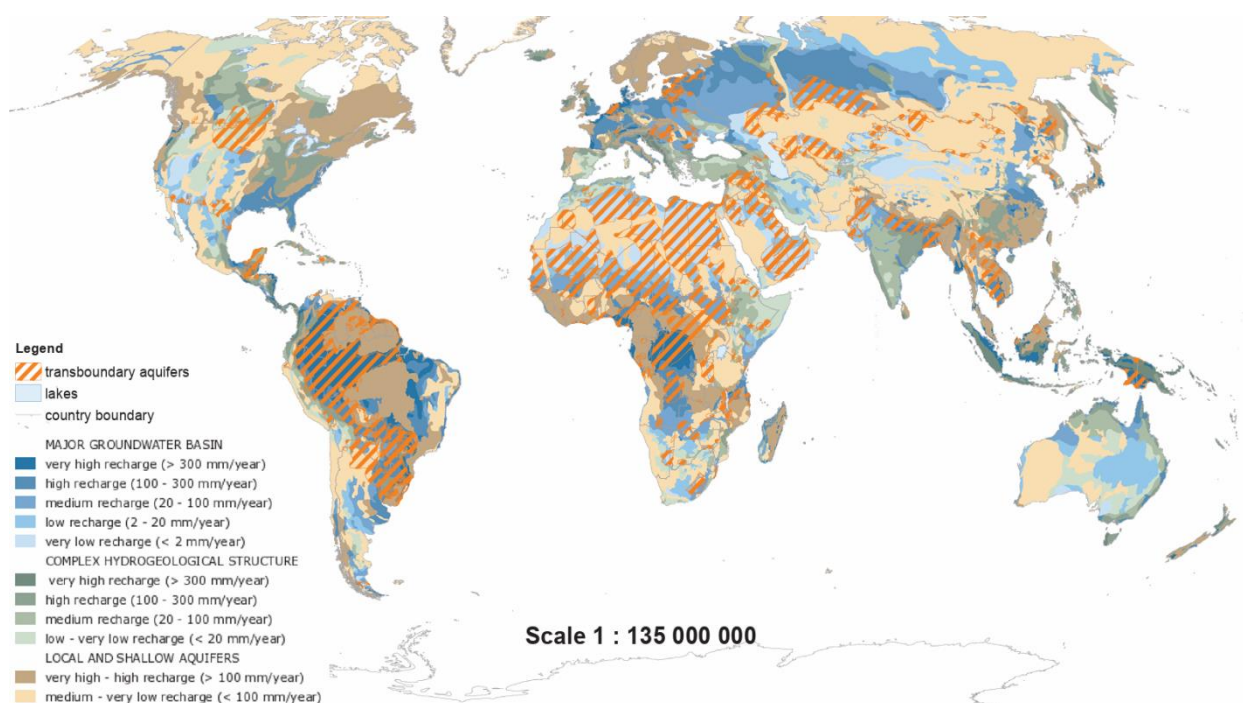 Legend
transboundary aquifers
lakes
country boundary
MAJOR GROUNDWATER BASIN
very high recharge (> 300 mm/year)
high recharge (100 - 300 mm/year)
medium recharge (20 - 100 mm/year)
low recharge (2 - 20 mm/year)
very low recharge (< 2 mm/year)
COMPLEX HYDROGEOLOGICAL STRUCTURE
very high recharge (> 300 mm/year)
high recharge (100 - 300 mm/year)
medium recharge (20 - 100 mm/year)
low - very low recharge (< 20 mm/year)
LOCAL AND SHALLOW AQUIFERS
very high - high recharge (> 100 mm/year)
medium - very low recharge (< 100 mm/year)
Scale 1 : 135 000 000